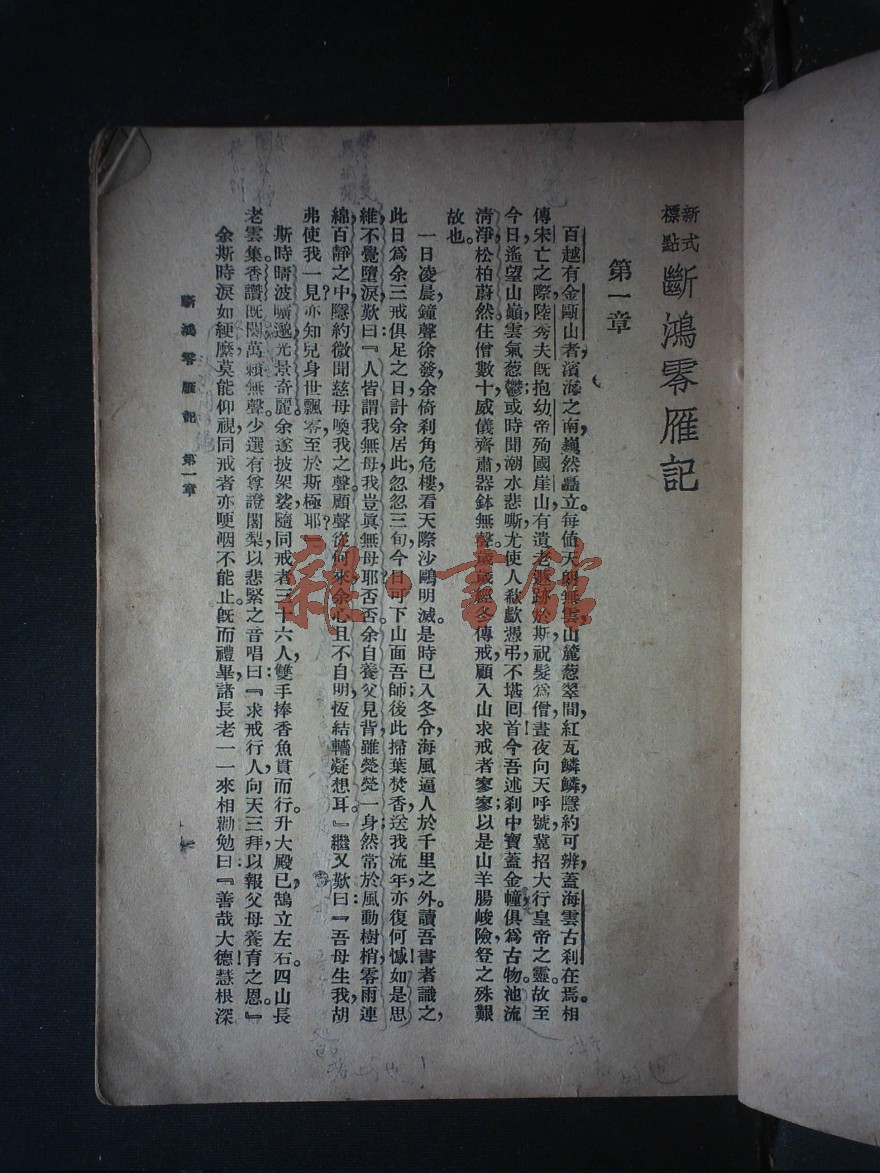 新式
標點
斷鴻零雁記
第一章
百越有金甌山者，濱海之南，巍然矗立。每値天朗無雲，山麓葱翠間，紅瓦鱗鱗，隱約可辨，蓋海雲古刹在焉。相
傳宋亡之際，陸秀夫旣抱幼帝殉國崖山，有遺老遯跡於斯，祝髮爲僧，晝夜向天呼號，冀招大行皇帝之靈。故至
今日，遙望山巔，雲氣葱鬱；或時聞潮水悲嘶，尤使人欷歔憑弔，不堪囘首！今吾述刹中寶蓋金幢，俱爲古物。池流
清淨，松柏蔚然。住僧數十，威儀齊肅，器鉢無聲。歲歲經冬傳戒，顧入山求戒者寥寥；以是山羊腸峻險，登之殊艱
故也。
一日凌晨，鐘聲徐發，余倚刹角危樓，看天際沙鷗明滅。是時已入冬令，海風逼人於千里之外。讀吾書者識之，
此日爲余三戒俱足之日。計余居此，忽忽三旬，今日可下山面吾師；後此掃葉焚香，送我流年，亦復何憾！如是思
維，不覺墮淚，歎曰：『人皆謂我無母，我豈眞無母耶？否，否。余自養父見背，雖煢煢一身，然常於風動樹梢，零雨連
綿，百靜之中，隱約微聞慈母喚我之聲。顧聲從何來，余心且不自明，恆結轖凝想耳。』繼又歎曰：『吾母生我，胡
弗使我一見？亦知兒身世飄零，至於斯極耶？』
斯時晴波曠邈，光景奇麗。余遂披袈裟，隨同戒者三十六人，雙手捧香魚貫而行。升大殿已，鵠立左右。四山長
老雲集。香讚旣闋，萬籟無聲。少選，有尊證闍梨以悲緊之音唱曰：『求戒行人，向天三拜，以報父母養育之恩。』
余斯時淚如綆縻，莫能仰視；同戒者亦哽咽不能止。旣而禮畢，諸長老一一來相勸勉曰：『善哉大德！慧根深
斷鴻零雁記　第一章
雜·書館